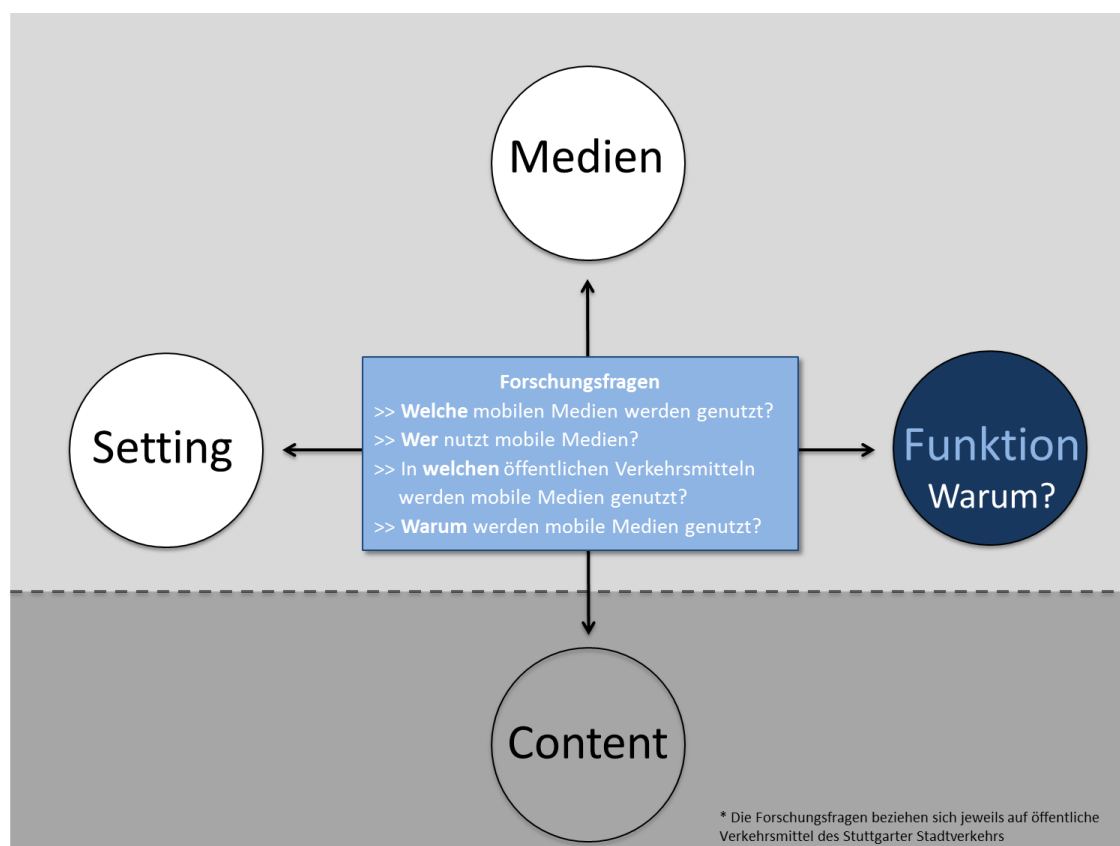 Medien
Setting
Forschungsfragen
>> Welche mobilen Medien werden genutzt?
>> Wer nutzt mobile Medien?
>> In welchen öffentlichen Verkehrsmitteln
werden mobile Medien genutzt?
>> Warum werden mobile Medien genutzt?
Funktion
Warum?
Content
* Die Forschungsfragen beziehen sich jeweils auf öffentliche
Verkehrsmittel des Stuttgarter Stadtverkehrs